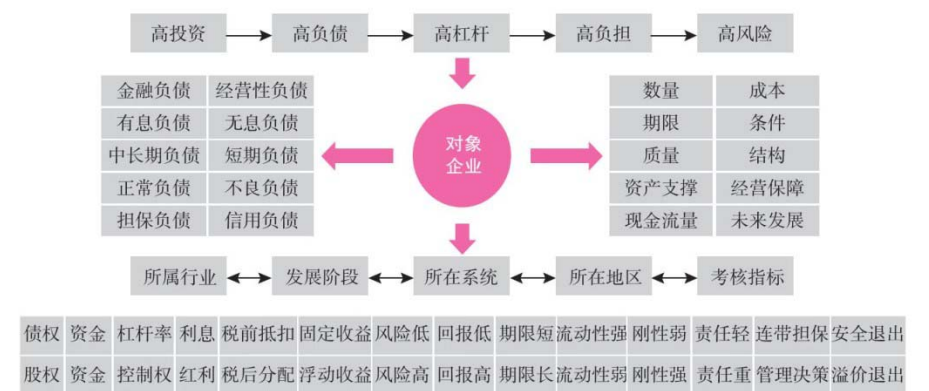 高投资 高负债 高杠杆 高负担 高风险
金融负债 经营性负债 数量 成本
有息负债 无息负债 期限 条件
对象
企业
中长期负债 短期负债 质量 结构
正常负债 不良负债 资产支撑 经营保障
担保负债 信用负债 现金流量 未来发展
所属行业 发展阶段 所在系统 所在地区 考核指标
债权 资金 杠杆率 利息 税前抵扣 固定收益 风险低 回报低 期限短 流动性强 刚性弱 责任轻 连带担保 安全退出
股权 资金 控制权 红利 税后分配 浮动收益 风险高 回报高 期限长 流动性弱 刚性强 责任重 管理决策 溢价退出